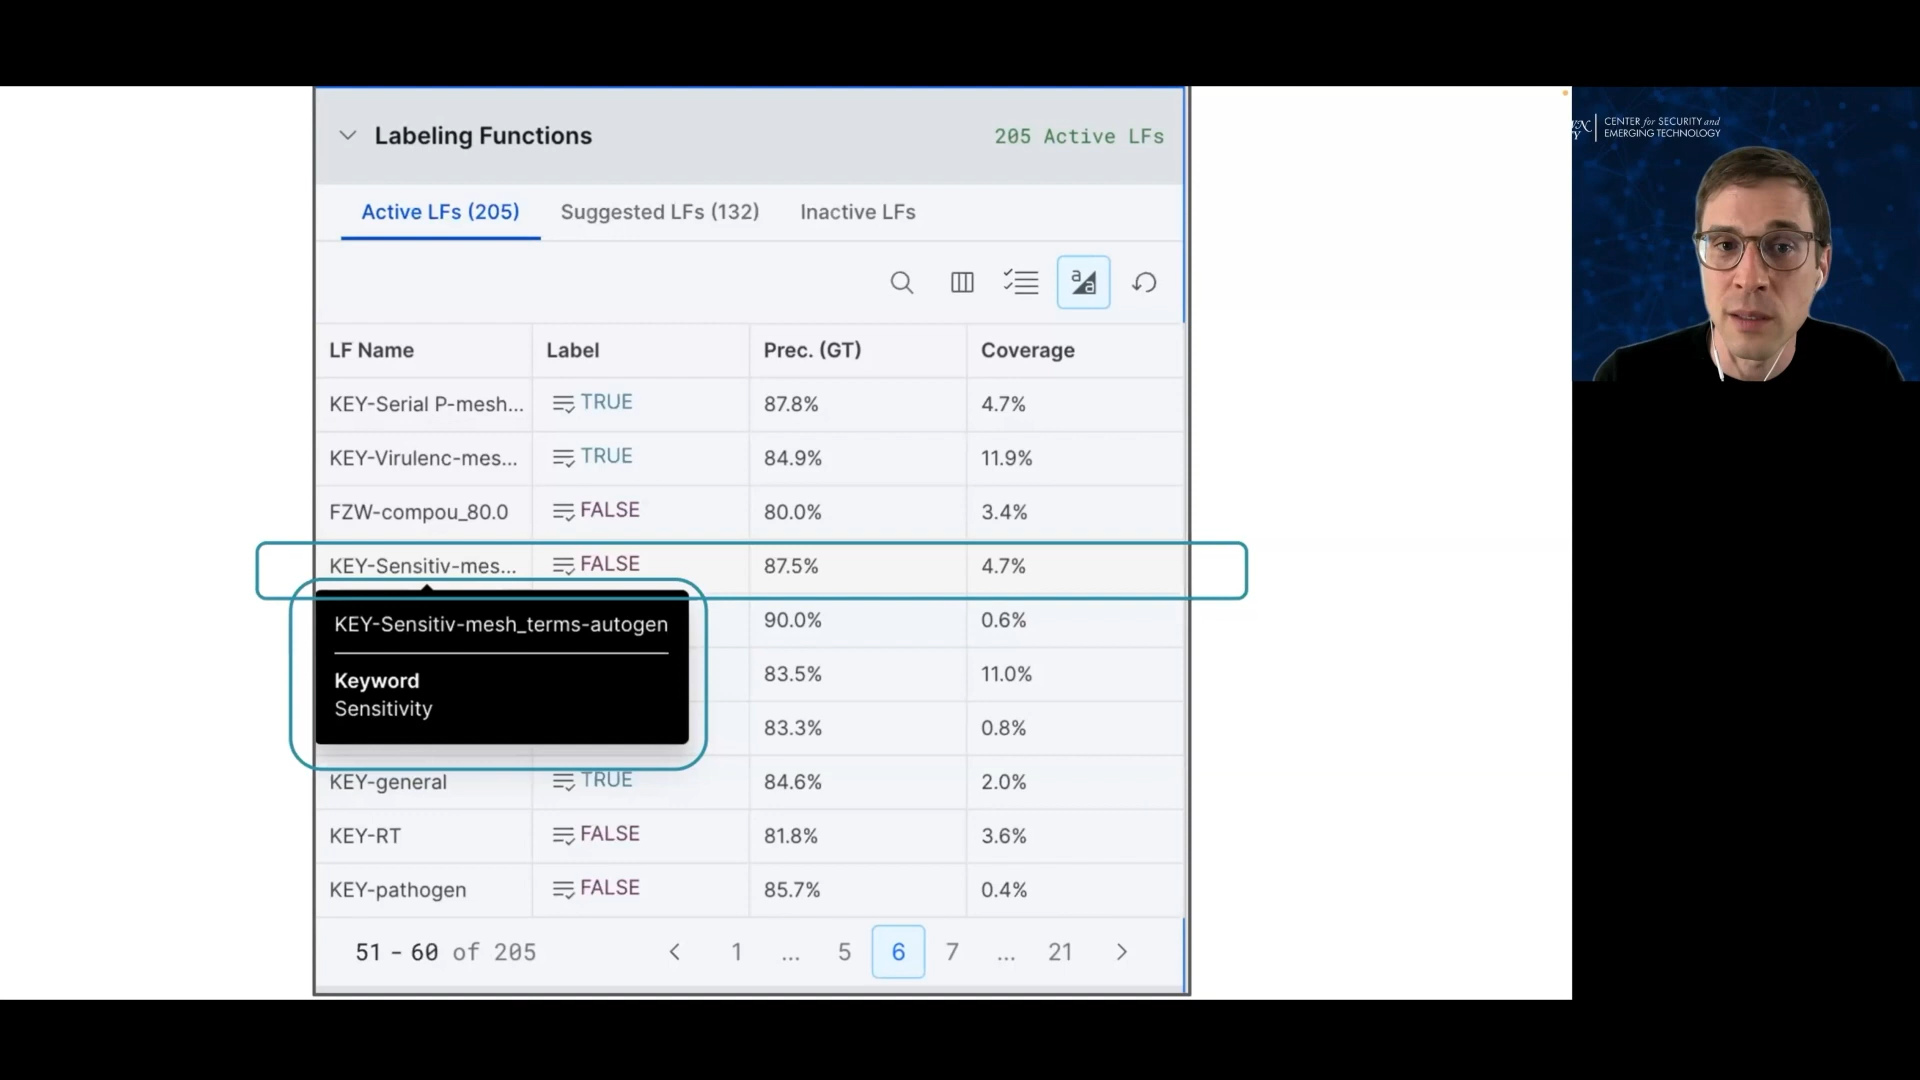 Labeling Functions 205 Active LFs
Active LFs (205) Suggested LFs (132) Inactive LFs
LF Name Label Prec. (GT) Coverage
KEY-Serial P-mesh... TRUE 87.8% 4.7%
KEY-Virulenc-mes... TRUE 84.9% 11.9%
FZW-compou_80.0 FALSE 80.0% 3.4%
KEY-Sensitiv-mes... FALSE 87.5% 4.7%
KEY-Sensitiv-mesh_terms-autogen
Keyword
Sensitivity
90.0% 0.6%
83.5% 11.0%
83.3% 0.8%
KEY-general TRUE 84.6% 2.0%
KEY-RT FALSE 81.8% 3.6%
KEY-pathogen FALSE 85.7% 0.4%
51 - 60 of 205 < 1 ... 5 6 7 ... 21 >
CENTER for SECURITY and
EMERGING TECHNOLOGY